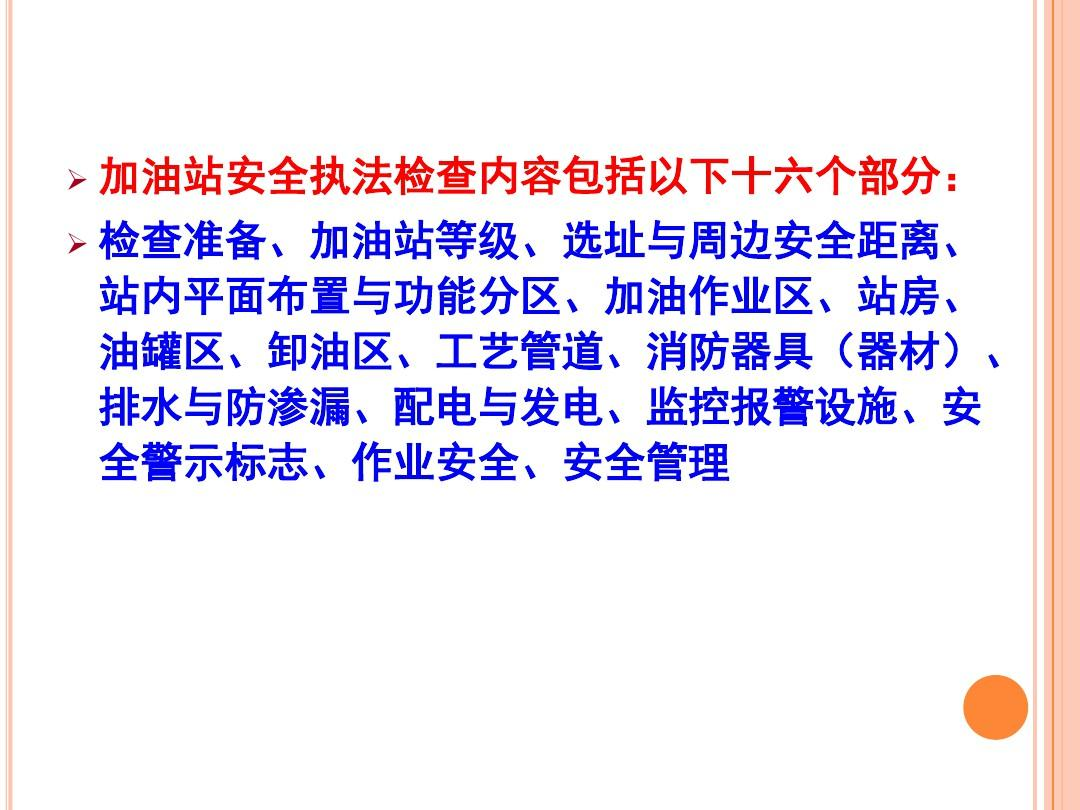 加油站安全执法检查内容包括以下十六个部分：
检查准备、加油站等级、选址与周边安全距离、
站内平面布置与功能分区、加油作业区、站房、
油罐区、卸油区、工艺管道、消防器具（器材）、
排水与防渗漏、配电与发电、监控报警设施、安
全警示标志、作业安全、安全管理